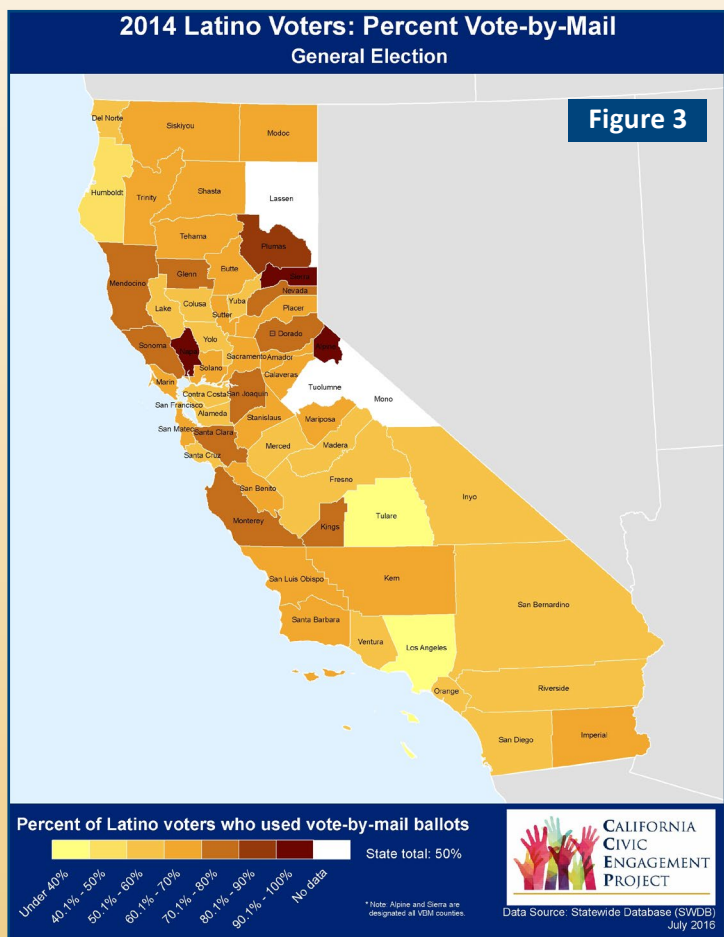 2014 Latino Voters: Percent Vote-by-Mail
General Election
Figure 3
Del Norte
Siskiyou
Modoc
Humboldt
Trinity
Shasta
Lassen
Tehama
Plumas
Mendocino
Glenn
Butte
Sierra
Nevada
Lake
Colusa
Yuba
Sutter
Placer
Sonoma
Napa
Yolo
El Dorado
Alpine
Solano
Sacramento
Amador
Marin
Calaveras
Tuolumne
Mono
Contra Costa
San Joaquin
San Francisco
Alameda
Stanislaus
Mariposa
San Mateo
Santa Clara
Merced
Madera
Santa Cruz
Fresno
San Benito
Inyo
Monterey
Kings
Tulare
San Luis Obispo
Kern
San Bernardino
Santa Barbara
Ventura
Los Angeles
Orange
Riverside
San Diego
Imperial
Percent of Latino voters who used vote-by-mail ballots
State total: 50%
Under 40%
40.1% - 50%
50.1% - 60%
60.1% - 70%
70.1% - 80%
80.1% - 90%
90.1% - 100%
No data
* Note: Alpine and Sierra are
designated all VBM counties.
CALIFORNIA
CIVIC
ENGAGEMENT
PROJECT
Data Source: Statewide Database (SWDB)
July 2016